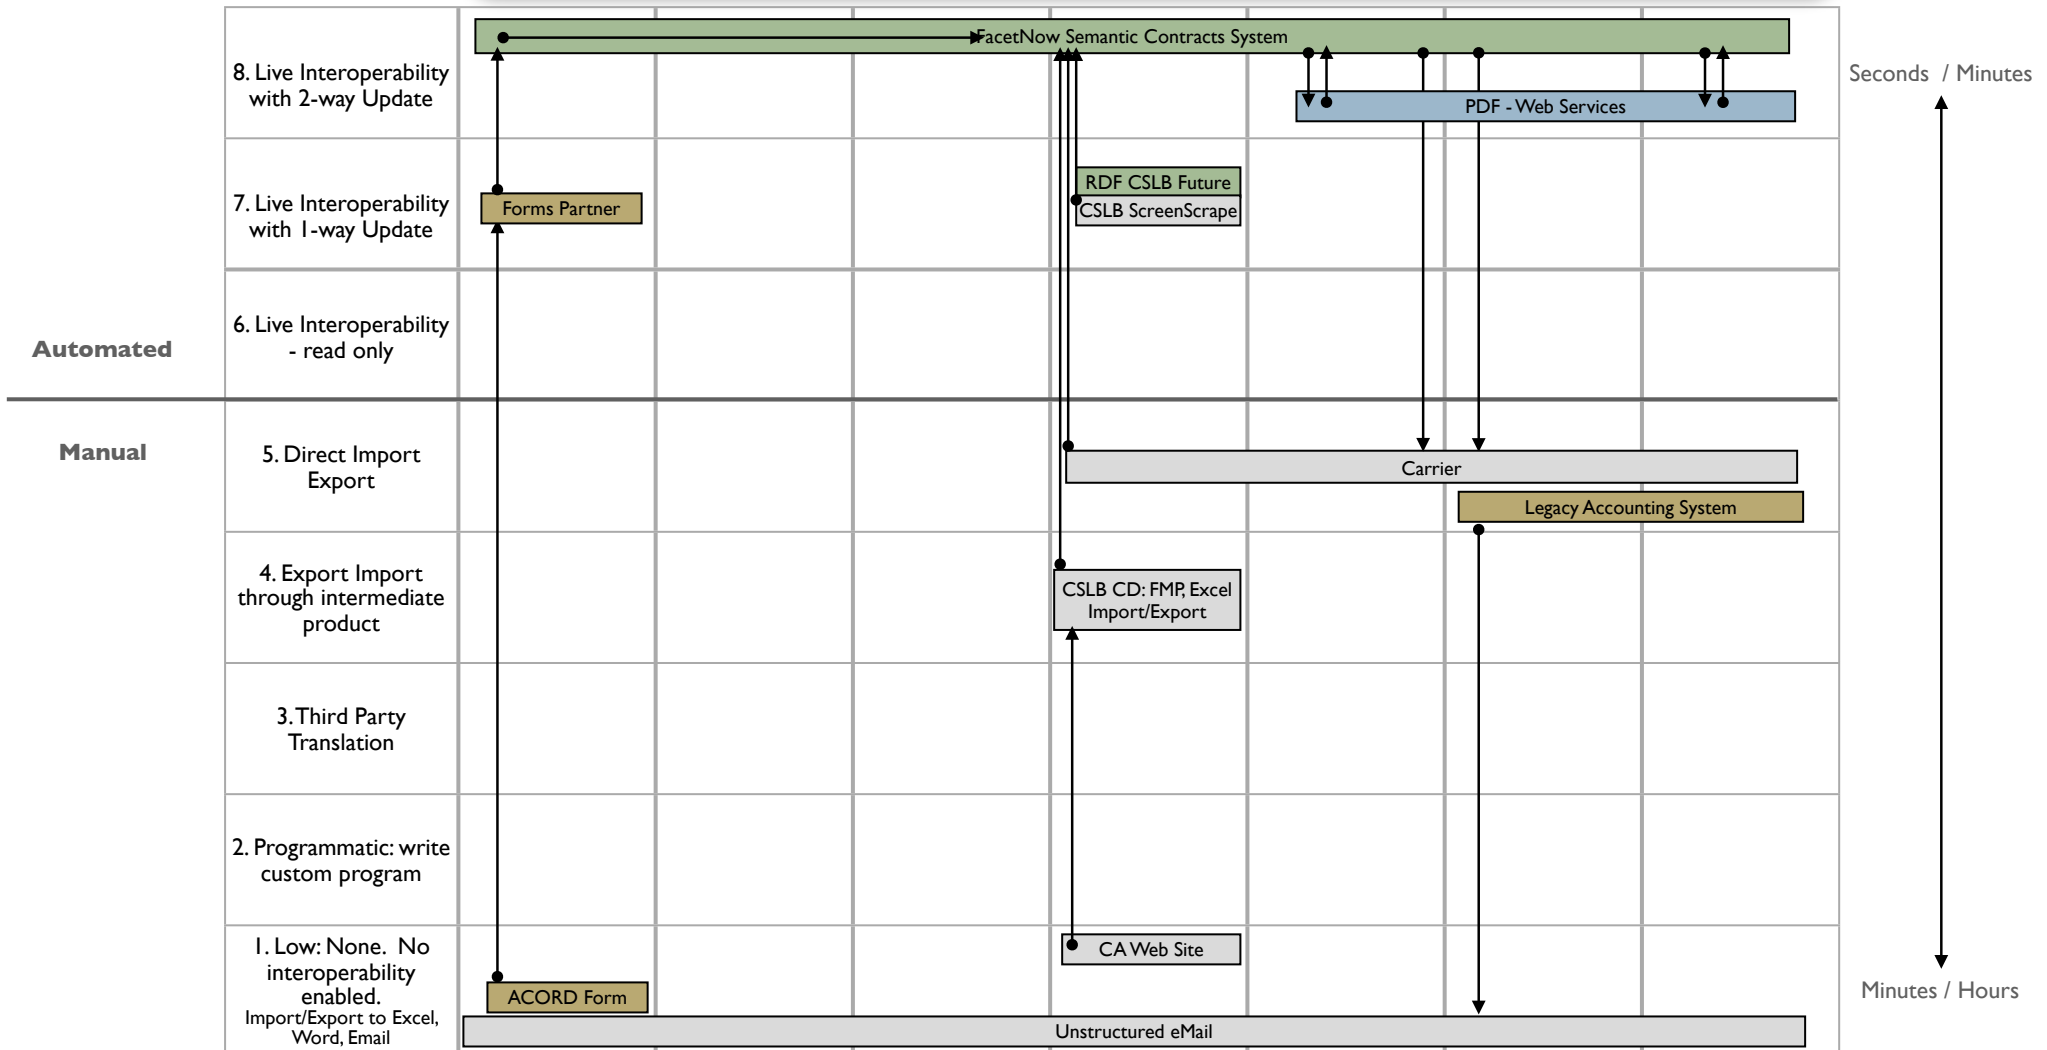 FacetNow Semantic Contracts System
8. Live Interoperability
with 2-way Update
Seconds / Minutes
PDF - Web Services
RDF CSLB Future
7. Live Interoperability
with 1-way Update
Forms Partner
CSLB ScreenScrape
6. Live Interoperability
- read only
Automated
Manual
5. Direct Import
Export
Carrier
Legacy Accounting System
4. Export Import
through intermediate
product
CSLB CD: FMP, Excel
Import/Export
3. Third Party
Translation
2. Programmatic: write
custom program
1. Low: None. No
interoperability
enabled.
Import/Export to Excel,
Word, Email
CA Web Site
ACORD Form
Minutes / Hours
Unstructured eMail